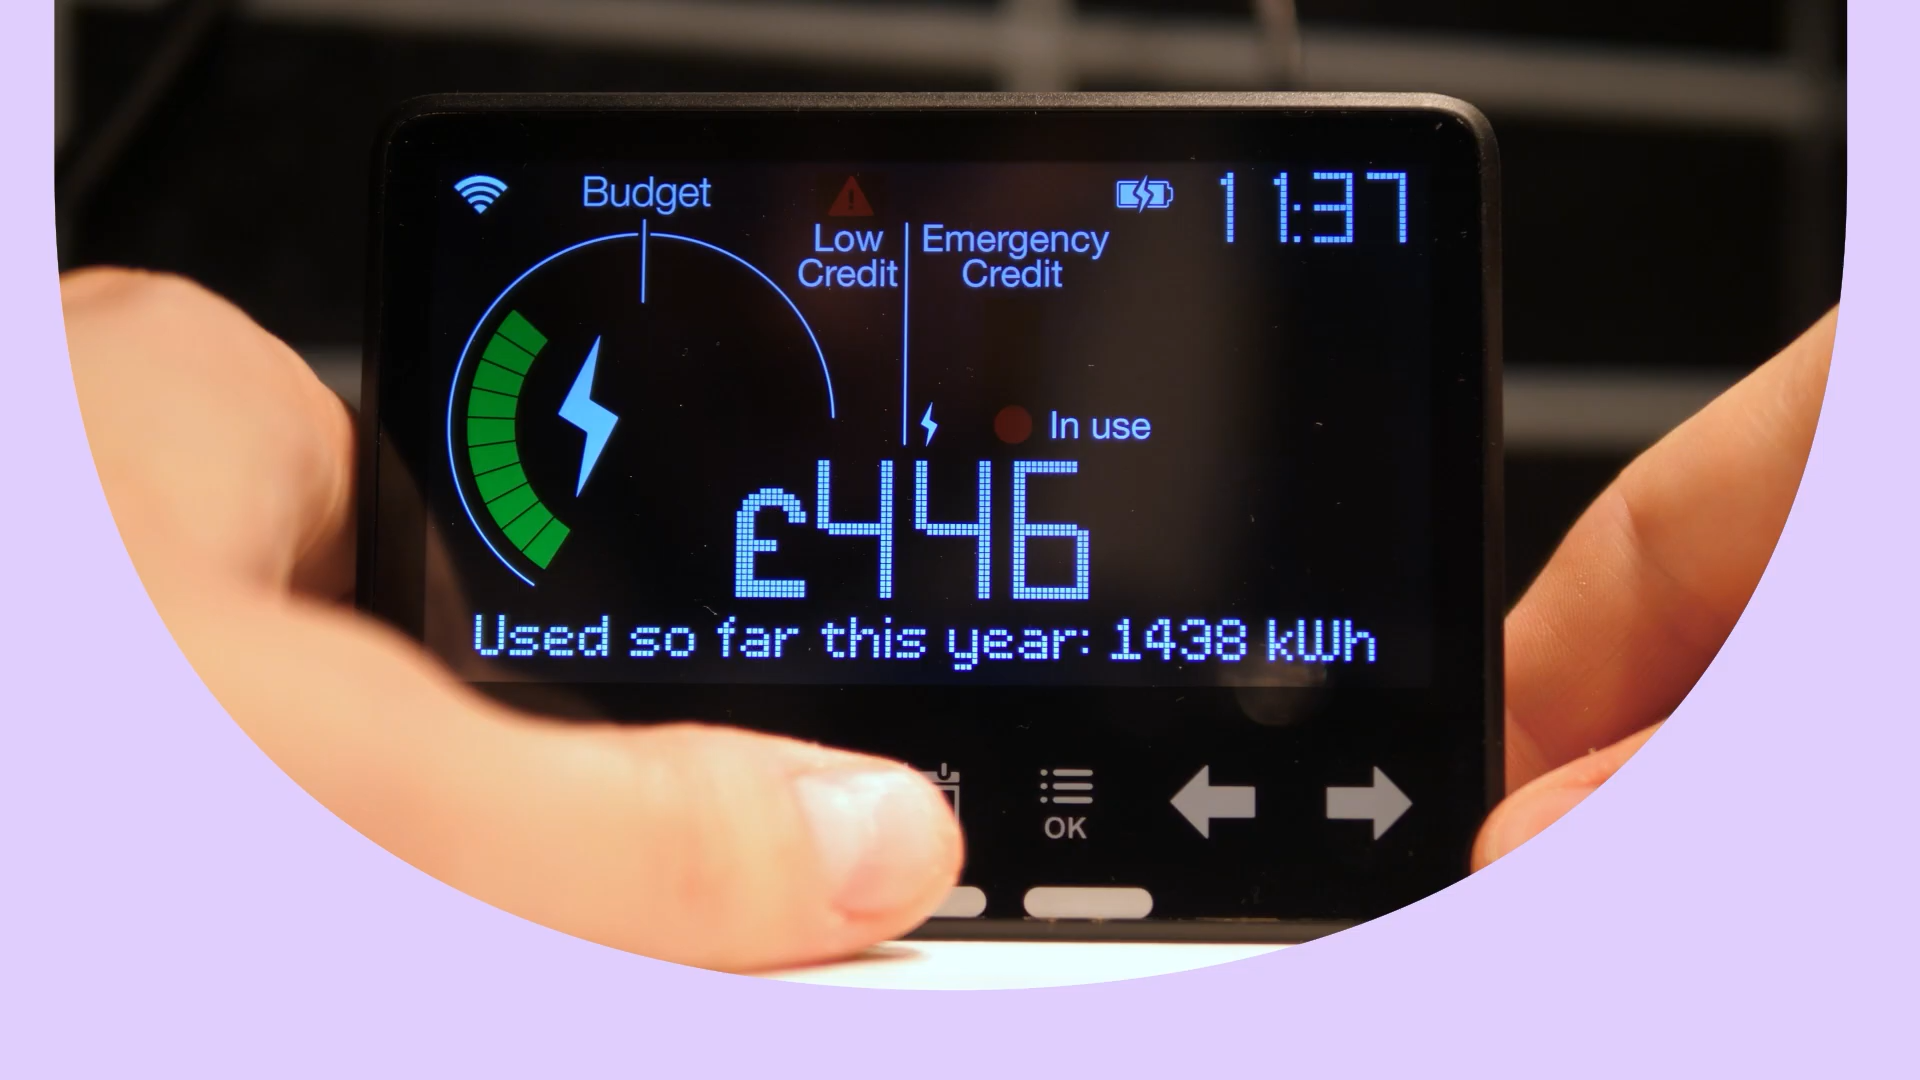 Budget
Low
Credit
Emergency
Credit
11:37
In use
£446
Used so far this year: 1438 kWh
OK